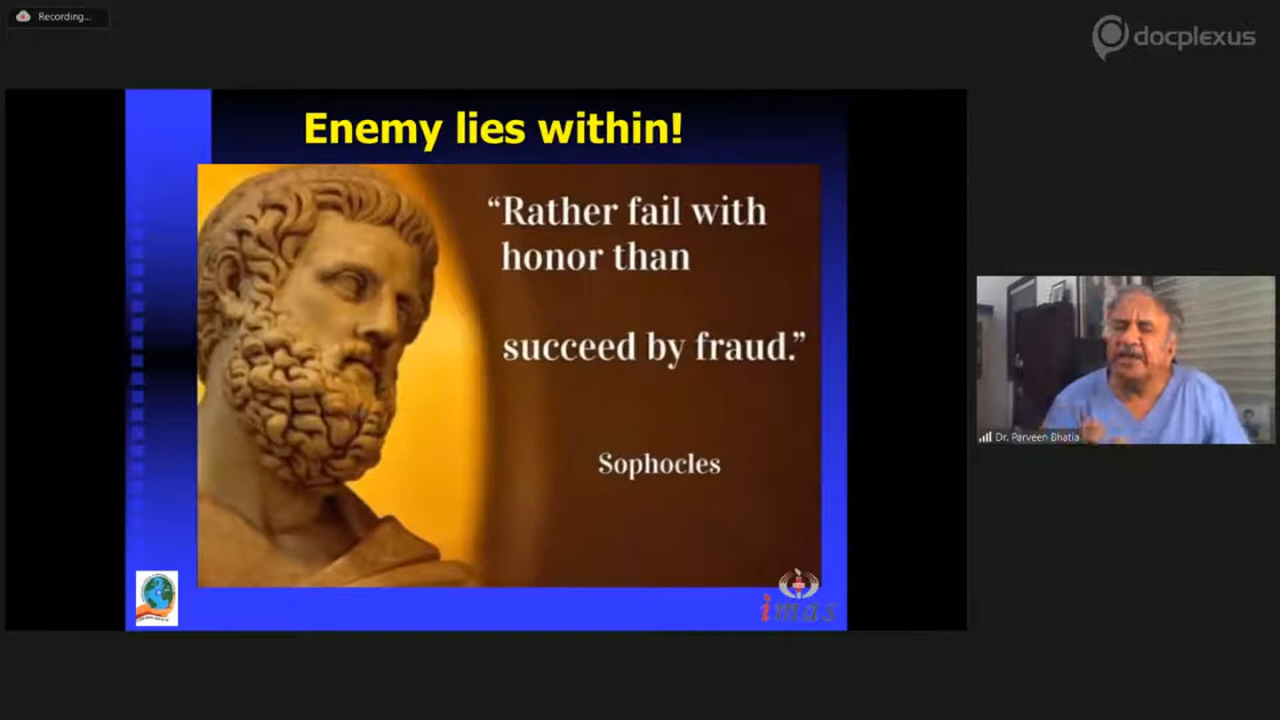 Recording...
docplexus
Enemy lies within!
“Rather fail with
honor than
succeed by fraud.”
Sophocles
imas
Dr. Parveen Bhatia